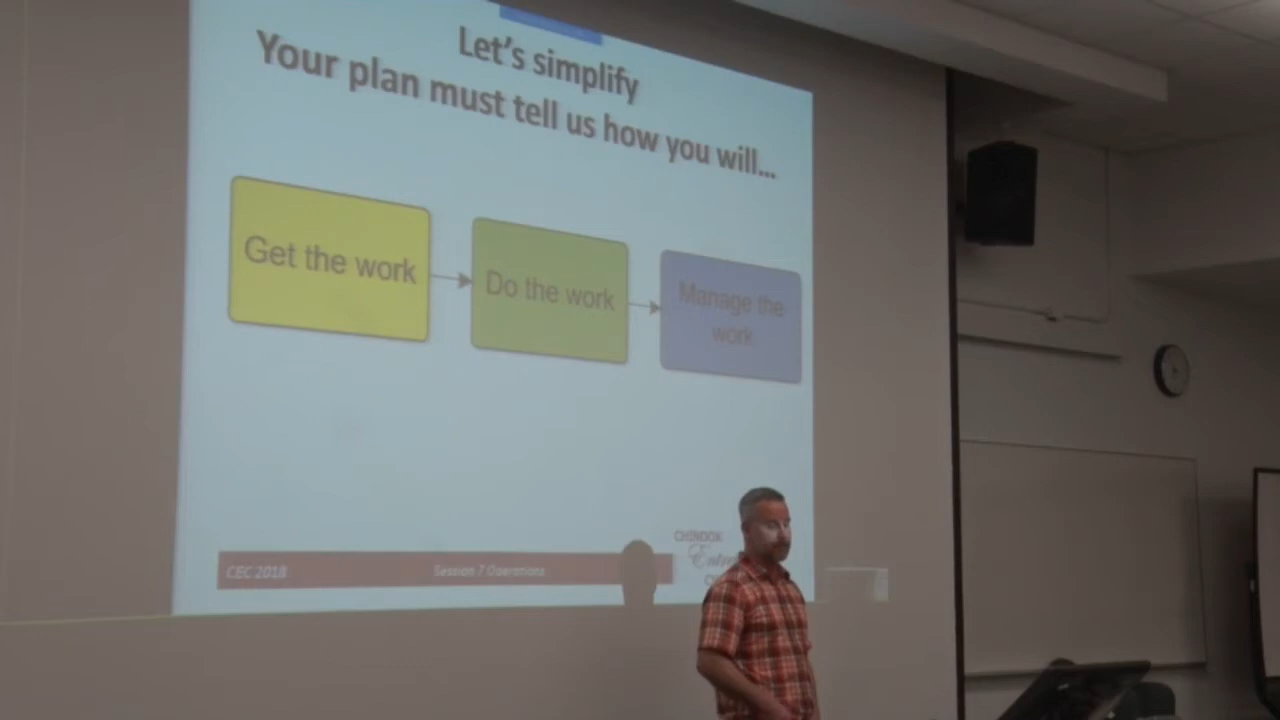 Let's simplify
Your plan must tell us how you will...
Get the work
Do the work
Manage the
work
CEC 2018
Session 7 Operations
CHINOOK